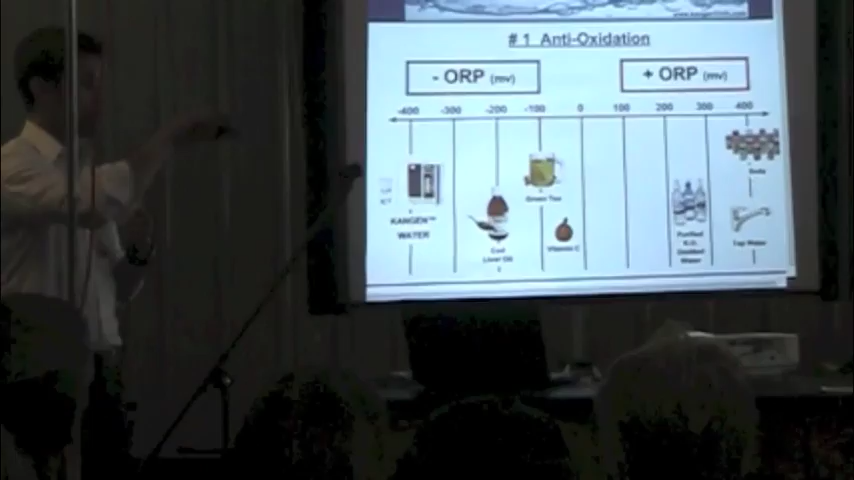 # 1 Anti-Oxidation
- ORP (mv)
+ ORP (mv)
-400 -300 -200 -100 0 100 200 300 400
KANGEN™
WATER
Cod
Liver Oil
Green Tea
Vitamin C
Purified
R.O.
Distilled
Water
Soda
Tap Water